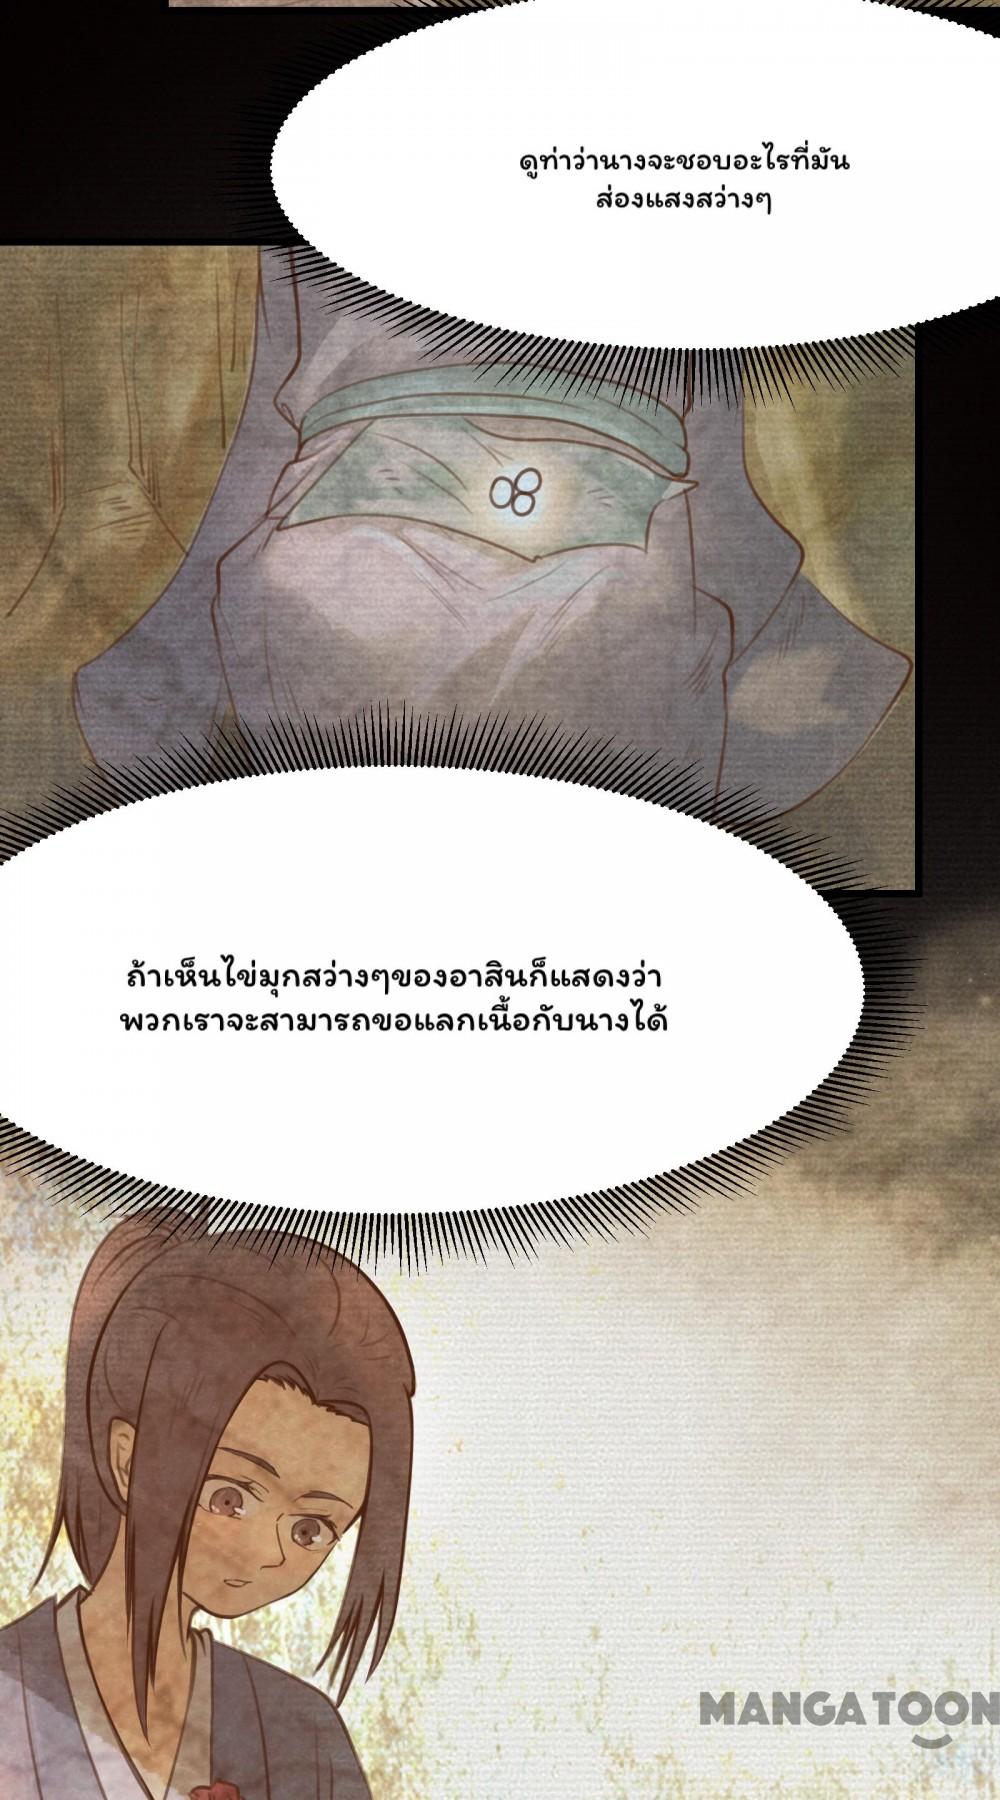 ดูท่าว่านางจะชอบอะไรที่มัน
ส่องแสงสว่างๆ
ถ้าเห็นไข่มุกสว่างๆของอาสินก็แสดงว่า
พวกเราจะสามารถขอแลกเนื้อกับนางได้
MANGATOON